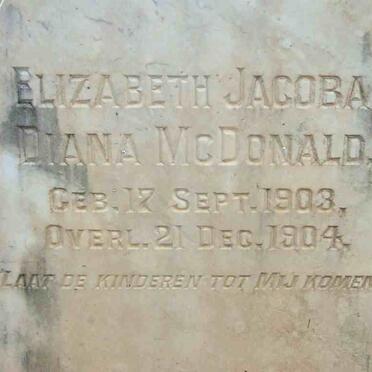 ELIZABETH JACOBA
DIANA MCDONALD.
GEB. 17 SEPT. 1903,
OVERL. 21 DEC. 1904.
LAAT DE KINDEREN TOT MIJ KOMEN